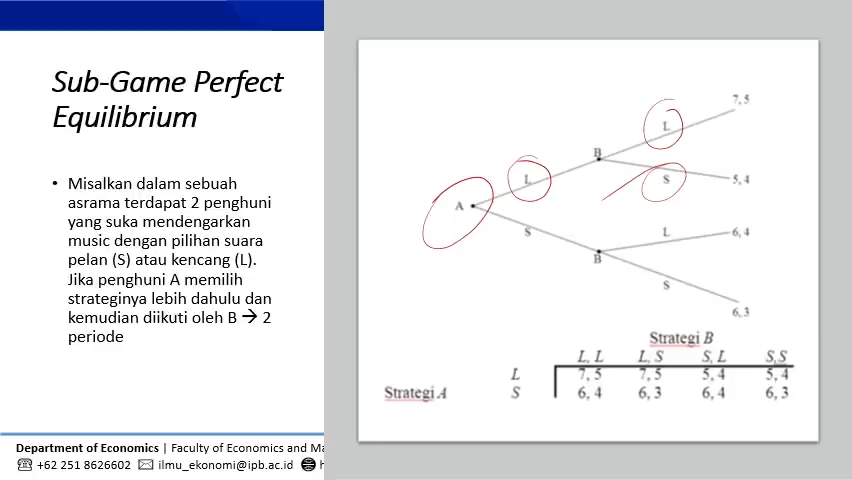 Sub-Game Perfect
Equilibrium
• Misalkan dalam sebuah
asrama terdapat 2 penghuni
yang suka mendengarkan
music dengan pilihan suara
pelan (S) atau kencang (L).
Jika penghuni A memilih
strateginya lebih dahulu dan
kemudian diikuti oleh B → 2
periode
7, 5
L
B
L
S
5, 4
A
S
L
6, 4
B
S
6, 3
Strategi B
L, L L, S S, L S,S
L 7, 5 7, 5 5, 4 5, 4
Strategi A S 6, 4 6, 3 6, 4 6, 3
Department of Economics | Faculty of Economics and Ma
+62 251 8626602 ilmu_ekonomi@ipb.ac.id h